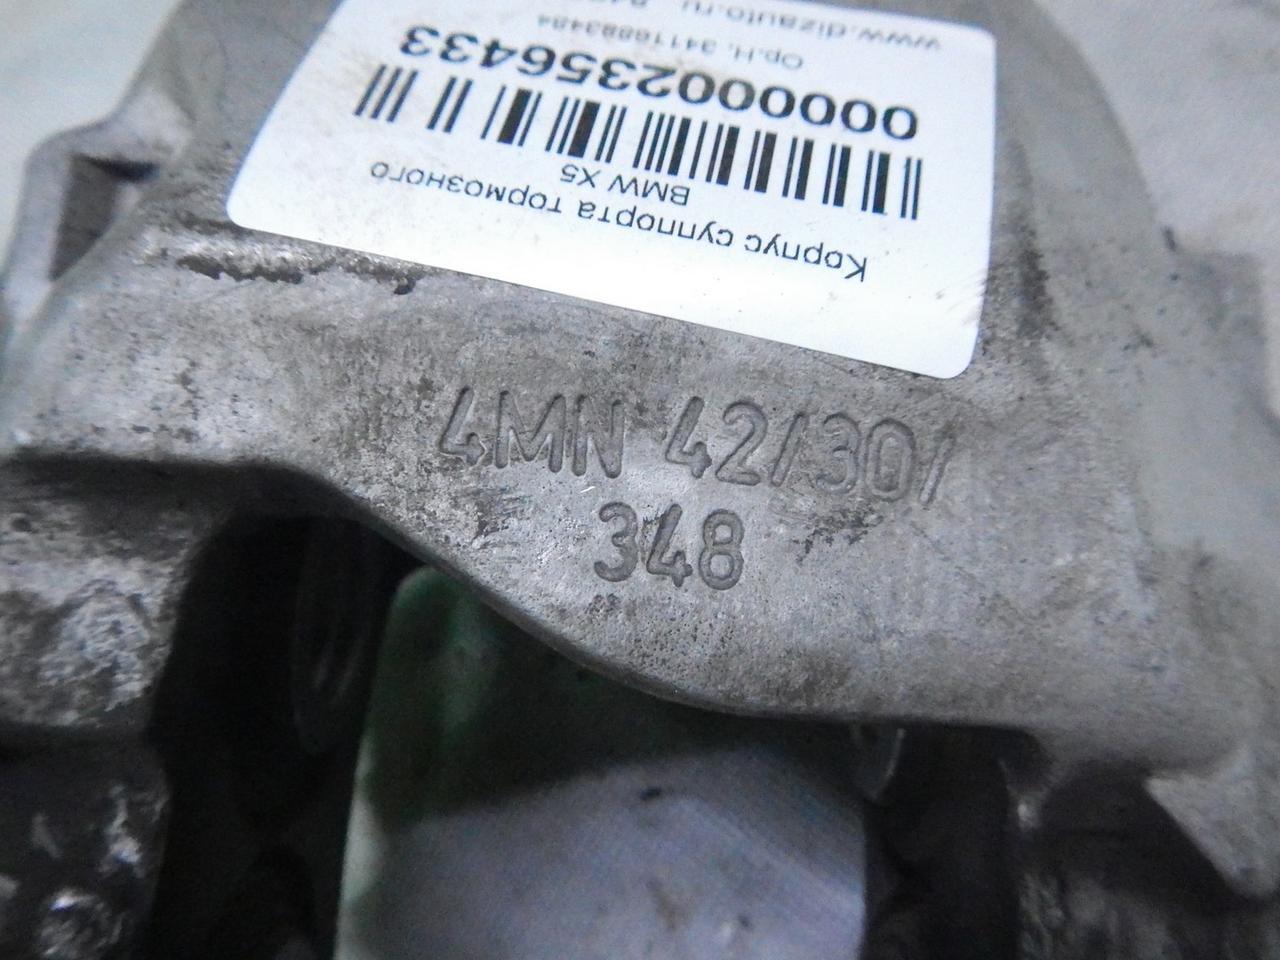 Корпус суппорта тормозного
BMW X5
0000002356433
Ор.Н. 34116883484
www.dizauto.ru
4MN 42/30/
348